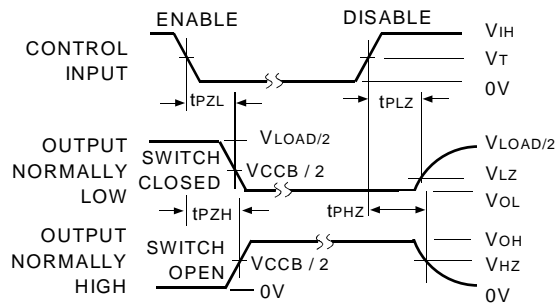 ENABLE DISABLE
CONTROL INPUT
VIH
VT
0V
tPZL tPLZ
OUTPUT NORMALLY LOW
SWITCH CLOSED
VLOAD/2
VCCB / 2
VLOAD/2
VLZ
VOL
tPZH tPHZ
OUTPUT NORMALLY HIGH
SWITCH OPEN
VCCB / 2
0V
VOH
VHZ
0V